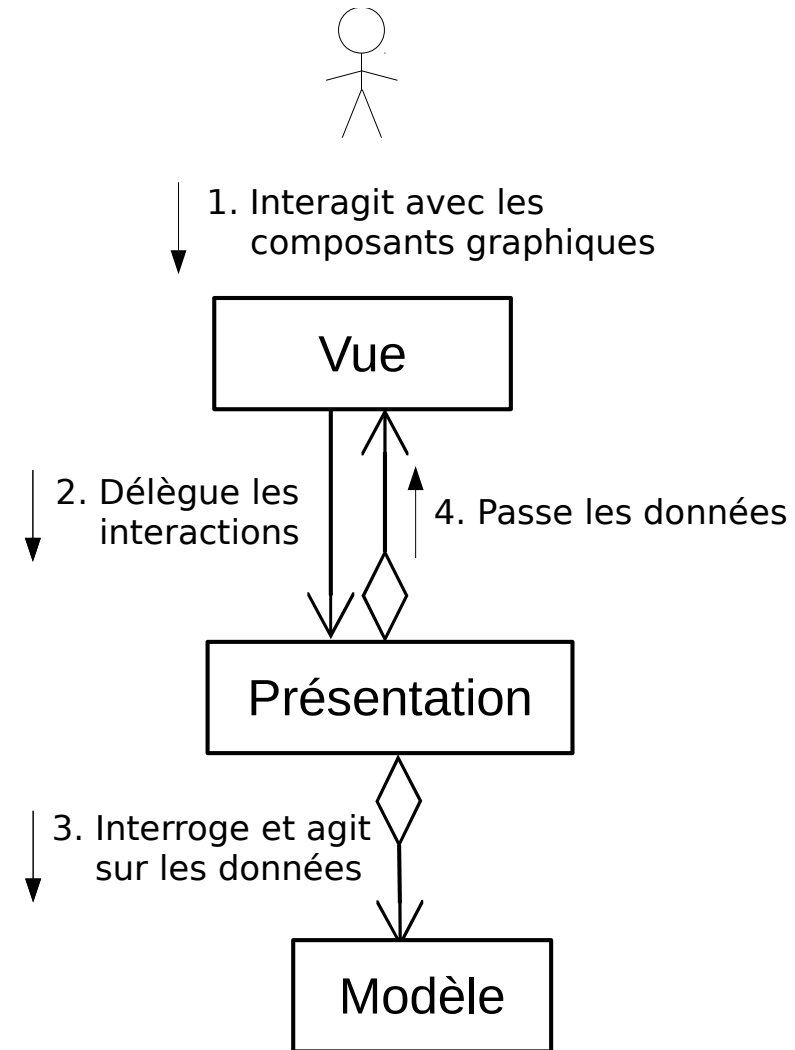 1. Interagit avec les
composants graphiques
Vue
2. Délègue les
interactions
4. Passe les données
Présentation
3. Interroge et agit
sur les données
Modèle